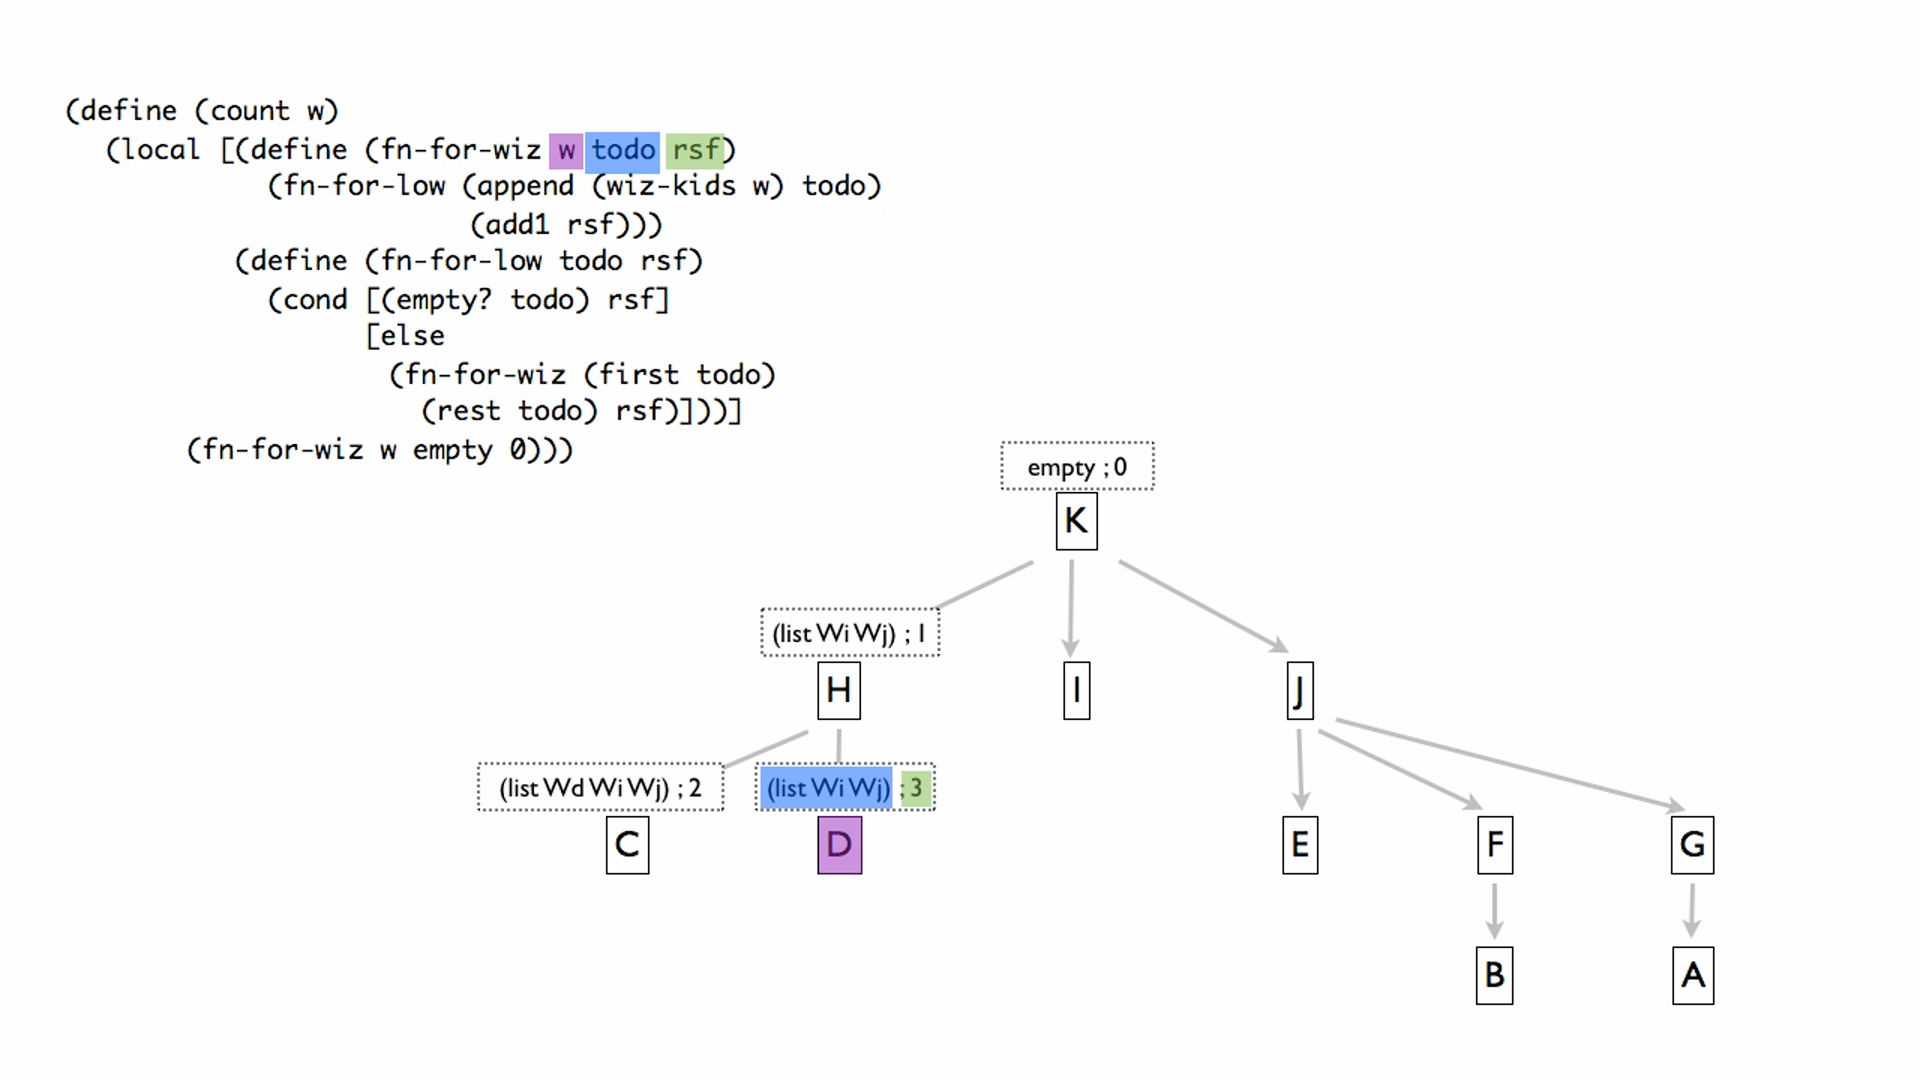 (define (count w)
(local [(define (fn-for-wiz w todo rsf)
(fn-for-low (append (wiz-kids w) todo)
(add1 rsf)))
(define (fn-for-low todo rsf)
(cond [(empty? todo) rsf]
[else
(fn-for-wiz (first todo)
(rest todo) rsf)]))]
(fn-for-wiz w empty 0)))
empty ; 0
K
(list Wi Wj) ; 1
H
I
J
(list Wd Wi Wj) ; 2
(list Wi Wj) ; 3
C
D
E
F
G
B
A